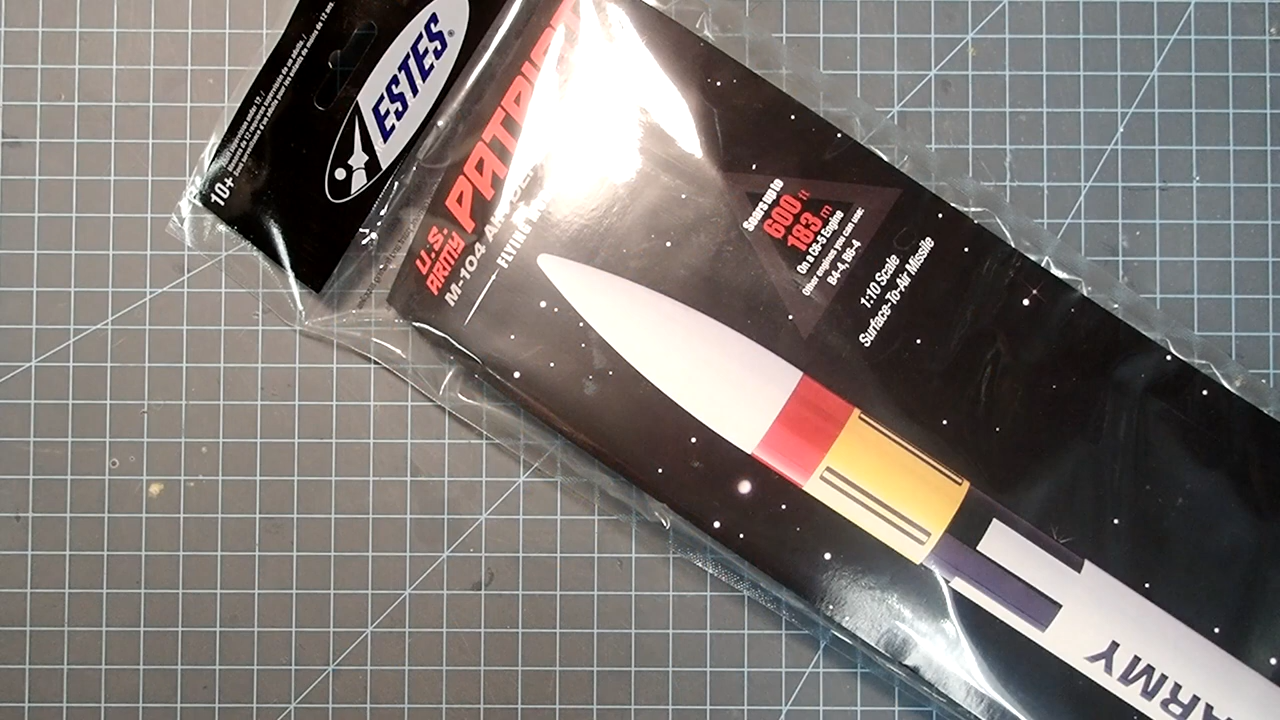 ESTES®
10+
U.S.
ARMY PATRIOT
M-104
Soars up to
600 ft
183 m
On a C6-5 Engine
Other engines you can use:
B4-4, B6-4
1:10 Scale
Surface-To-Air Missile
ARMY